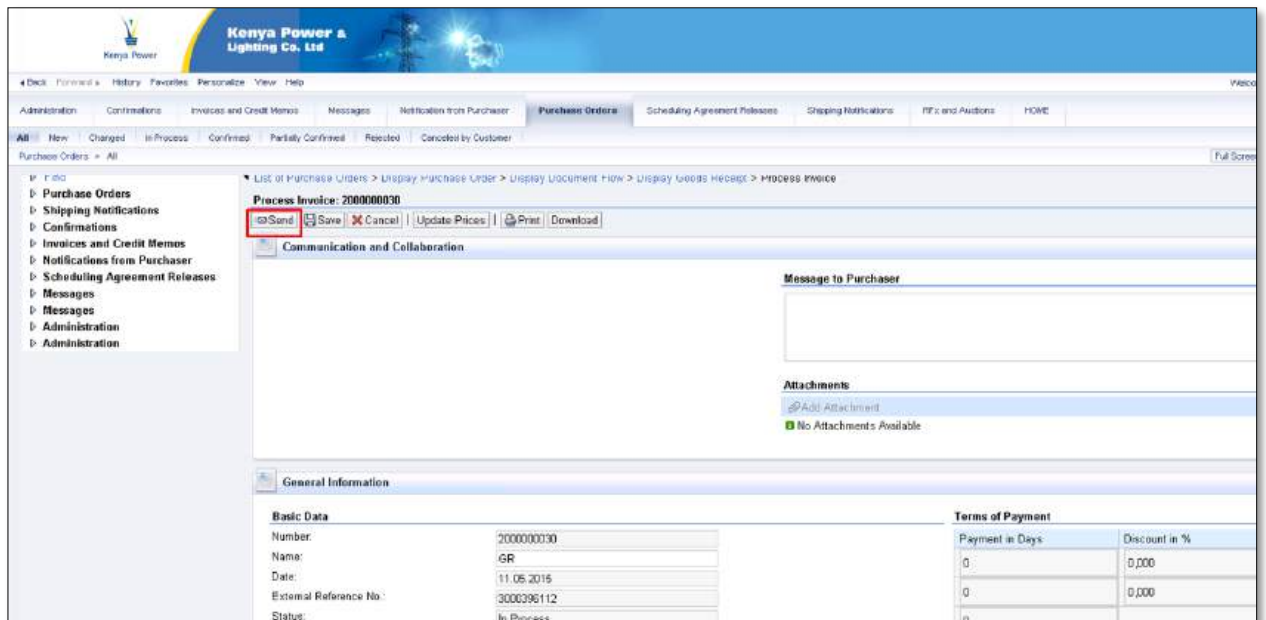 Kenya Power
Kenya Power &
Lighting Co. Ltd
Back Forward History Favorites Personalize View Help
Welco
Administration Confirmations Invoices and Credit Memos Messages Notification from Purchaser Purchase Orders Scheduling Agreement Releases Shipping Notifications RFx and Auctions HOME
All New Changed In Process Confirmed Partially Confirmed Rejected Canceled by Customer
Purchase Orders > All
Full Screen
Find
Purchase Orders
Shipping Notifications
Confirmations
Invoices and Credit Memos
Notifications from Purchaser
Scheduling Agreement Releases
Messages
Messages
Administration
Administration
List of Purchase Orders > Display Purchase Order > Display Document Flow > Display Goods Receipt > Process Invoice
Process Invoice: 2000000030
Send Save Cancel | Update Prices | Print Download
Communication and Collaboration
Message to Purchaser
Attachments
Add Attachment
No Attachments Available
General Information
Basic Data
Number: 2000000030
Name: GR
Date: 11.05.2015
External Reference No.: 3000396112
Status: In Process
Terms of Payment
Payment in Days Discount in %
0 0,000
0 0,000
0